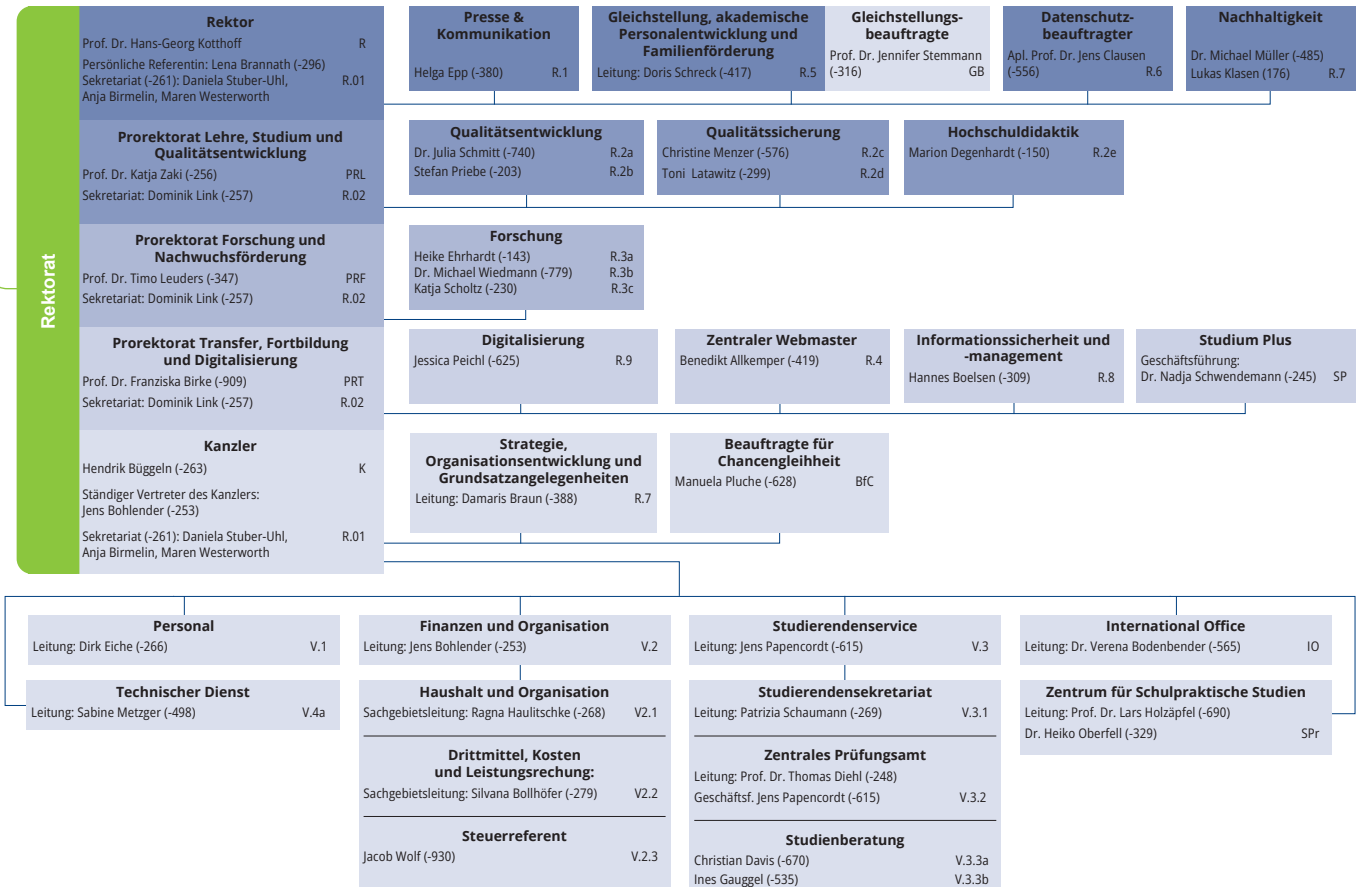 Rektorat
Rektor
Prof. Dr. Hans-Georg Kotthoff R
Persönliche Referentin: Lena Brannath (-296)
Sekretariat (-261): Daniela Stuber-Uhl, R.01
Anja Birmelin, Maren Westerworth
Presse &
Kommunikation
Helga Epp (-380) R.1
Gleichstellung, akademische
Personalentwicklung und
Familienförderung
Leitung: Doris Schreck (-417) R.5
Gleichstellungs-
beauftragte
Prof. Dr. Jennifer Stemmann
(-316) GB
Datenschutz-
beauftragter
Apl. Prof. Dr. Jens Clausen
(-556) R.6
Nachhaltigkeit
Dr. Michael Müller (-485)
Lukas Klasen (176) R.7
Prorektorat Lehre, Studium und
Qualitätsentwicklung
Prof. Dr. Katja Zaki (-256) PRL
Sekretariat: Dominik Link (-257) R.02
Qualitätsentwicklung
Dr. Julia Schmitt (-740) R.2a
Stefan Priebe (-203) R.2b
Qualitätssicherung
Christine Menzer (-576) R.2c
Toni Latawitz (-299) R.2d
Hochschuldidaktik
Marion Degenhardt (-150) R.2e
Prorektorat Forschung und
Nachwuchsförderung
Prof. Dr. Timo Leuders (-347) PRF
Sekretariat: Dominik Link (-257) R.02
Forschung
Heike Ehrhardt (-143) R.3a
Dr. Michael Wiedmann (-779) R.3b
Katja Scholtz (-230) R.3c
Prorektorat Transfer, Fortbildung
und Digitalisierung
Prof. Dr. Franziska Birke (-909) PRT
Sekretariat: Dominik Link (-257) R.02
Digitalisierung
Jessica Peichl (-625) R.9
Zentraler Webmaster
Benedikt Allkemper (-419) R.4
Informationssicherheit und
-management
Hannes Boelsen (-309) R.8
Studium Plus
Geschäftsführung:
Dr. Nadja Schwendemann (-245) SP
Kanzler
Hendrik Büggeln (-263) K
Ständiger Vertreter des Kanzlers:
Jens Bohlender (-253)
Sekretariat (-261): Daniela Stuber-Uhl, R.01
Anja Birmelin, Maren Westerworth
Strategie,
Organisationsentwicklung und
Grundsatzangelegenheiten
Leitung: Damaris Braun (-388) R.7
Beauftragte für
Chancengleihheit
Manuela Pluche (-628) BfC
Personal
Leitung: Dirk Eiche (-266) V.1
Finanzen und Organisation
Leitung: Jens Bohlender (-253) V.2
Studierendenservice
Leitung: Jens Papencordt (-615) V.3
International Office
Leitung: Dr. Verena Bodenbender (-565) IO
Technischer Dienst
Leitung: Sabine Metzger (-498) V.4a
Haushalt und Organisation
Sachgebietsleitung: Ragna Haulitschke (-268) V2.1
Drittmittel, Kosten
und Leistungsrechung:
Sachgebietsleitung: Silvana Bollhöfer (-279) V2.2
Steuerreferent
Jacob Wolf (-930) V.2.3
Studierendensekretariat
Leitung: Patrizia Schaumann (-269) V.3.1
Zentrales Prüfungsamt
Leitung: Prof. Dr. Thomas Diehl (-248)
Geschäftsf. Jens Papencordt (-615) V.3.2
Studienberatung
Christian Davis (-670) V.3.3a
Ines Gauggel (-535) V.3.3b
Zentrum für Schulpraktische Studien
Leitung: Prof. Dr. Lars Holzäpfel (-690)
Dr. Heiko Oberfell (-329) SPr